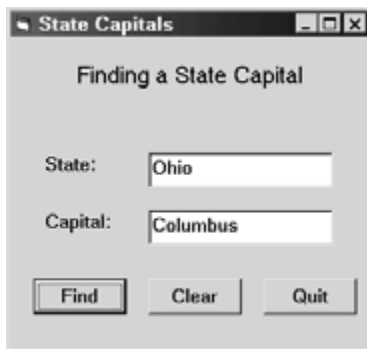 State Capitals
Finding a State Capital
State: Ohio
Capital: Columbus
Find Clear Quit